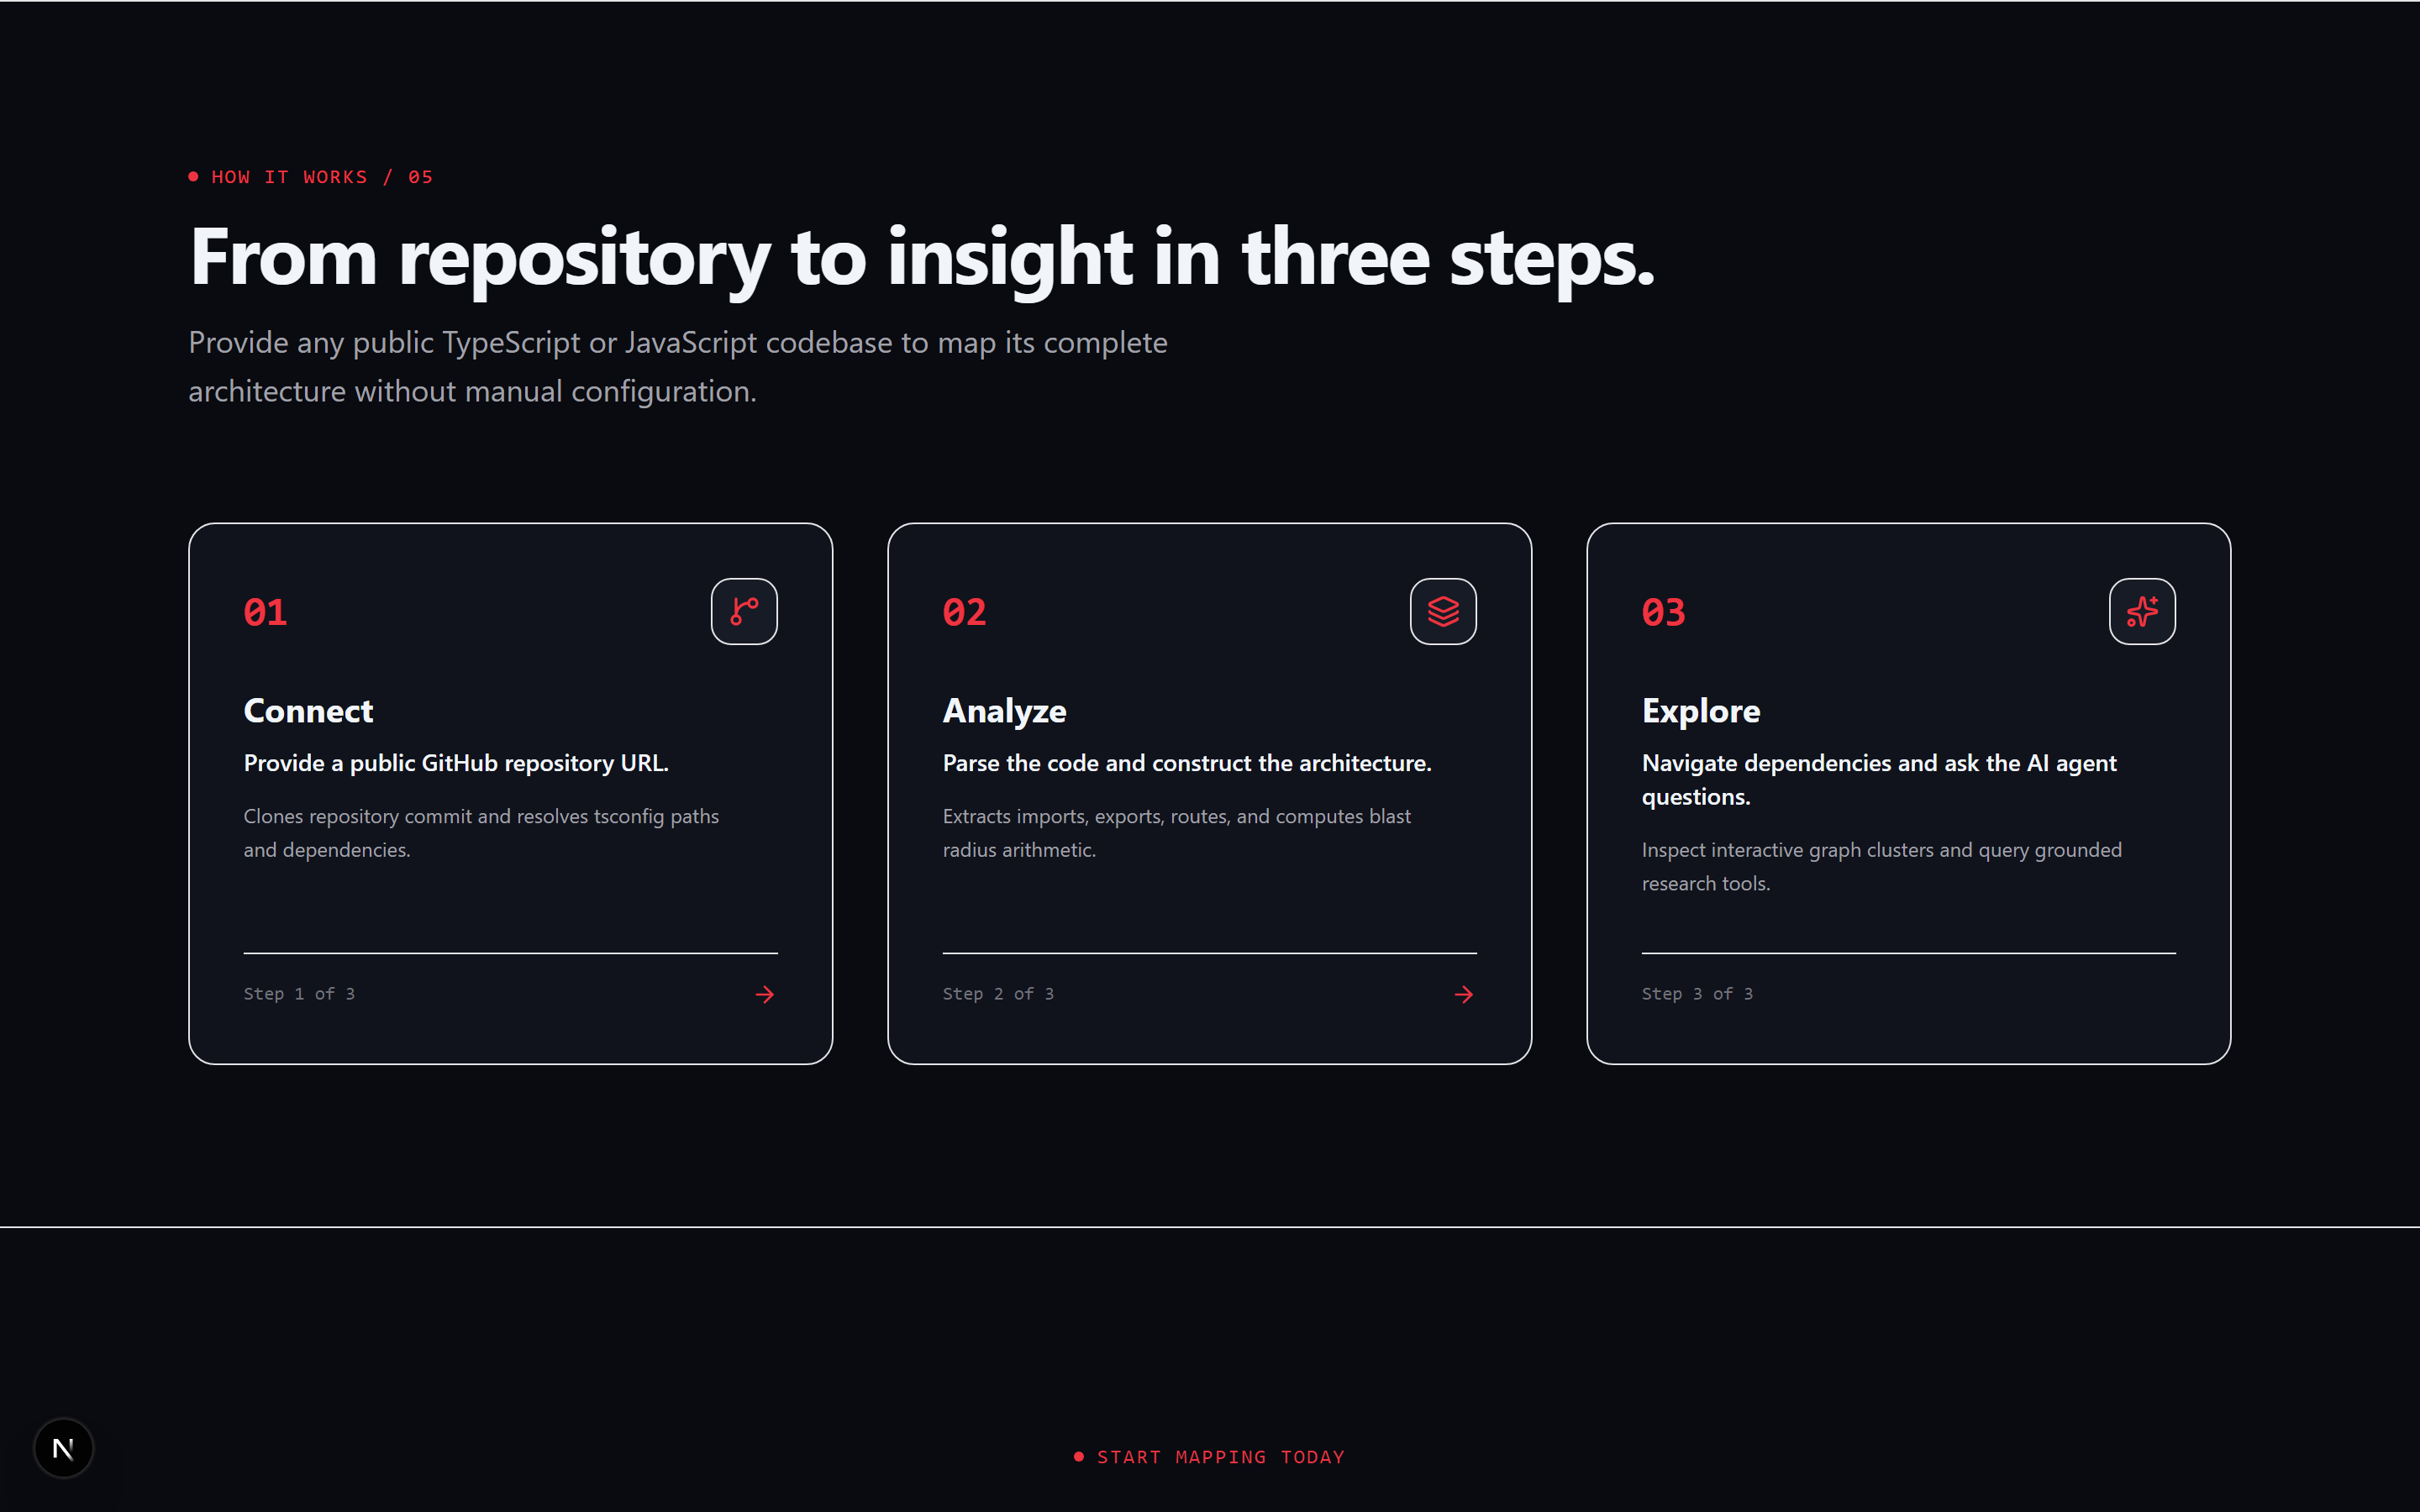 HOW IT WORKS / 05
From repository to insight in three steps.
Provide any public TypeScript or JavaScript codebase to map its complete
architecture without manual configuration.
01
Connect
Provide a public GitHub repository URL.
Clones repository commit and resolves tsconfig paths
and dependencies.
Step 1 of 3
02
Analyze
Parse the code and construct the architecture.
Extracts imports, exports, routes, and computes blast
radius arithmetic.
Step 2 of 3
03
Explore
Navigate dependencies and ask the AI agent
questions.
Inspect interactive graph clusters and query grounded
research tools.
Step 3 of 3
N
START MAPPING TODAY